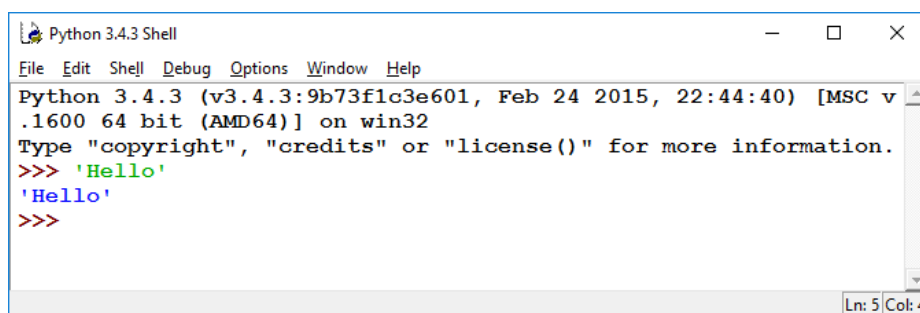 Python 3.4.3 Shell
File Edit Shell Debug Options Window Help
Python 3.4.3 (v3.4.3:9b73f1c3e601, Feb 24 2015, 22:44:40) [MSC v
.1600 64 bit (AMD64)] on win32
Type "copyright", "credits" or "license()" for more information.
>>> 'Hello'
'Hello'
>>>
Ln: 5 Col: 4